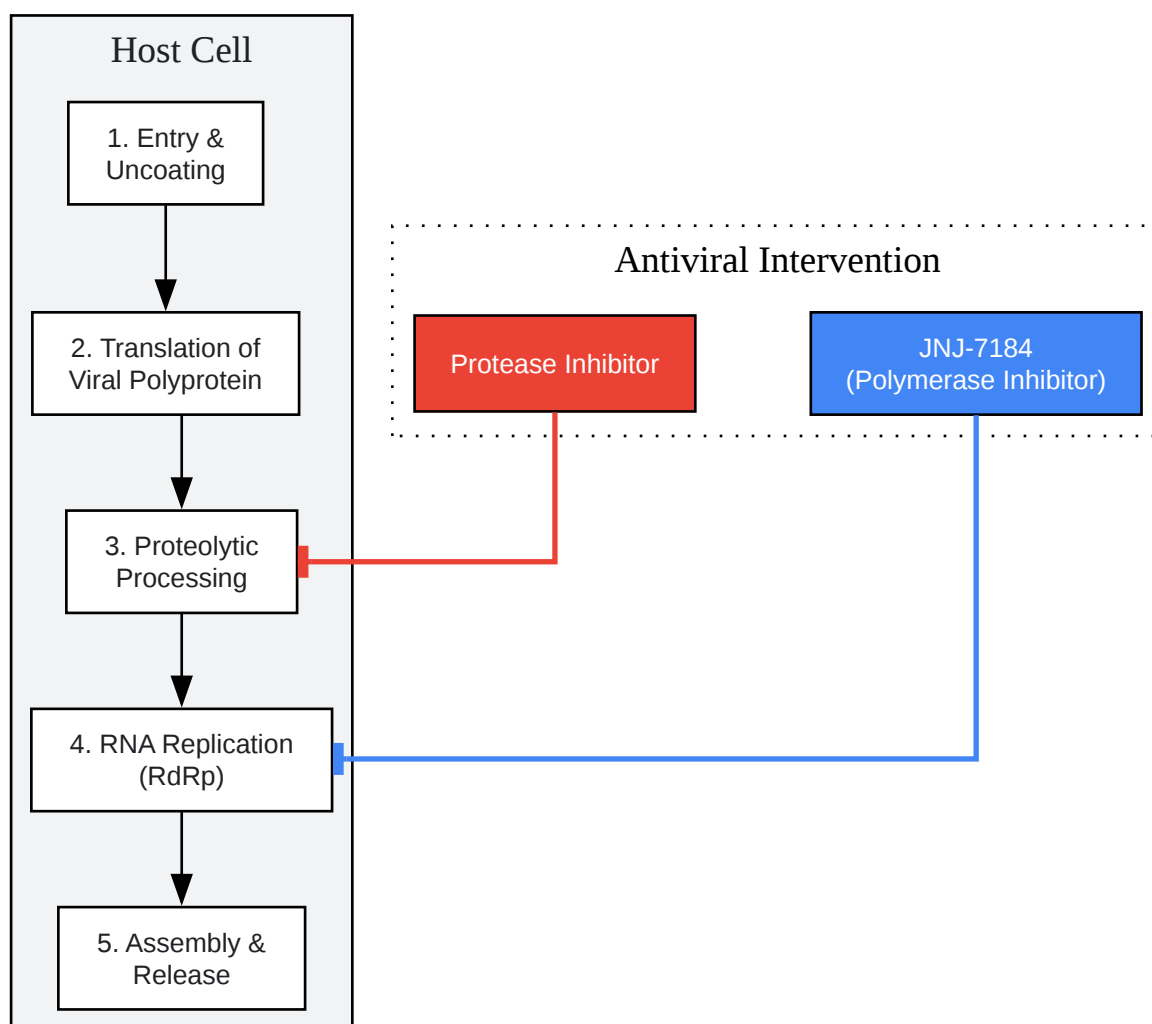 Host Cell
1. Entry &
Uncoating
Antiviral Intervention
2. Translation of
Viral Polyprotein
Protease Inhibitor
JNJ-7184
(Polymerase Inhibitor)
3. Proteolytic
Processing
4. RNA Replication
(RdRp)
5. Assembly &
Release